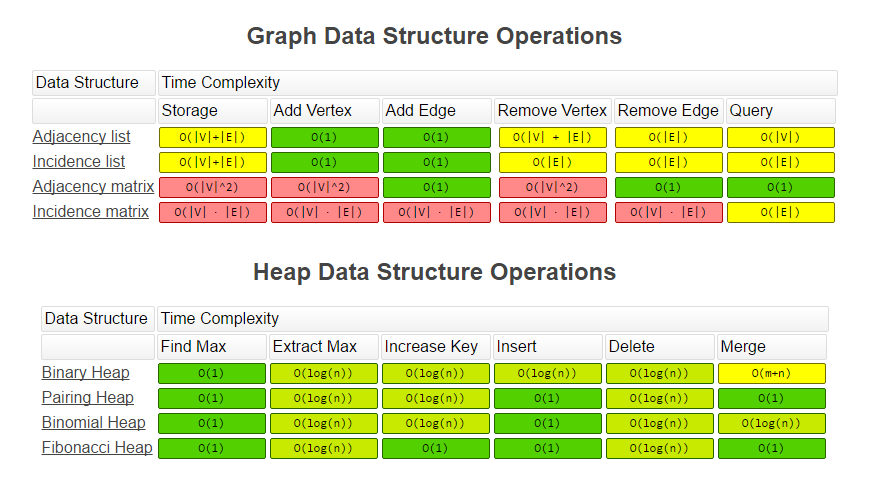 Graph Data Structure Operations
Data Structure Time Complexity
Storage Add Vertex Add Edge Remove Vertex Remove Edge Query
Adjacency list O(|V|+|E|) O(1) O(1) O(|V| + |E|) O(|E|) O(|V|)
Incidence list O(|V|+|E|) O(1) O(1) O(|E|) O(|E|) O(|E|)
Adjacency matrix O(|V|^2) O(|V|^2) O(1) O(|V|^2) O(1) O(1)
Incidence matrix O(|V| · |E|) O(|V| · |E|) O(|V| · |E|) O(|V| · |E|) O(|V| · |E|) O(|E|)
Heap Data Structure Operations
Data Structure Time Complexity
Find Max Extract Max Increase Key Insert Delete Merge
Binary Heap O(1) O(log(n)) O(log(n)) O(log(n)) O(log(n)) O(m+n)
Pairing Heap O(1) O(log(n)) O(log(n)) O(1) O(log(n)) O(1)
Binomial Heap O(1) O(log(n)) O(log(n)) O(1) O(log(n)) O(log(n))
Fibonacci Heap O(1) O(log(n)) O(1) O(1) O(log(n)) O(1)